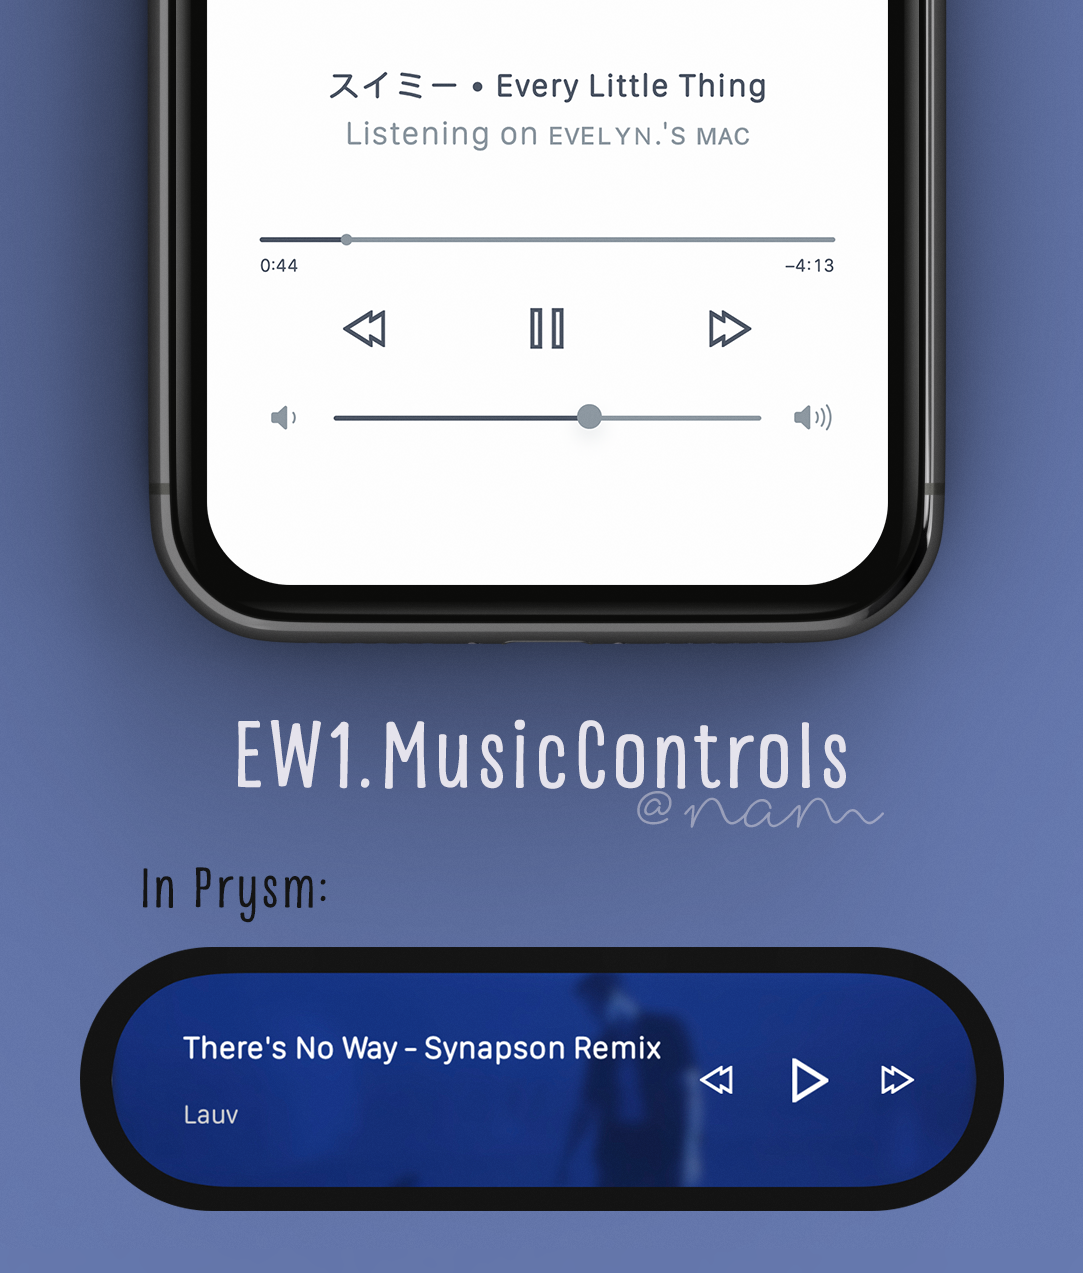 スイミー • Every Little Thing
Listening on EVELYN.'S MAC
0:44 −4:13
EW1.MusicControls
@nam
In Prysm:
There's No Way - Synapson Remix
Lauv